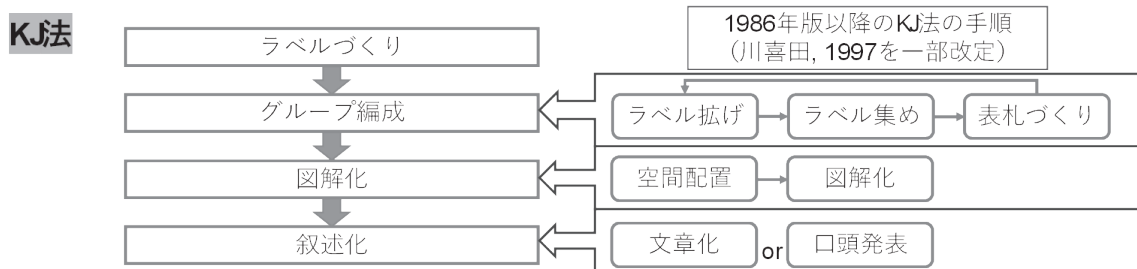 KJ法
1986年版以降のKJ法の手順
(川喜田, 1997を一部改定)
ラベルづくり
グループ編成
ラベル拡げ
ラベル集め
表札づくり
図解化
空間配置
図解化
叙述化
文章化
or
口頭発表